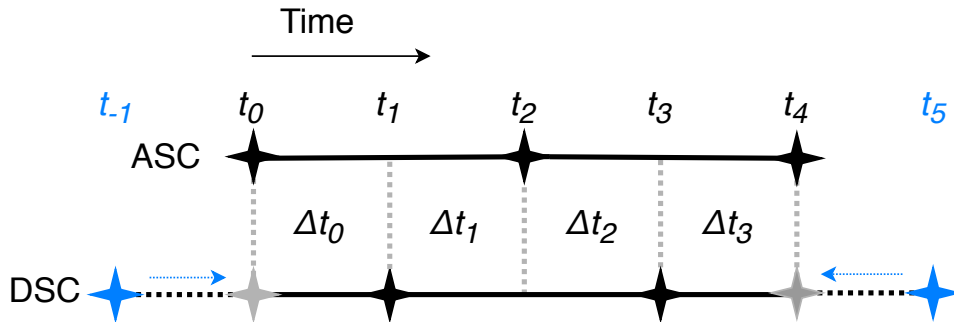 Time
t-1 t0 t1 t2 t3 t4 t5
ASC
Δt0 Δt1 Δt2 Δt3
DSC